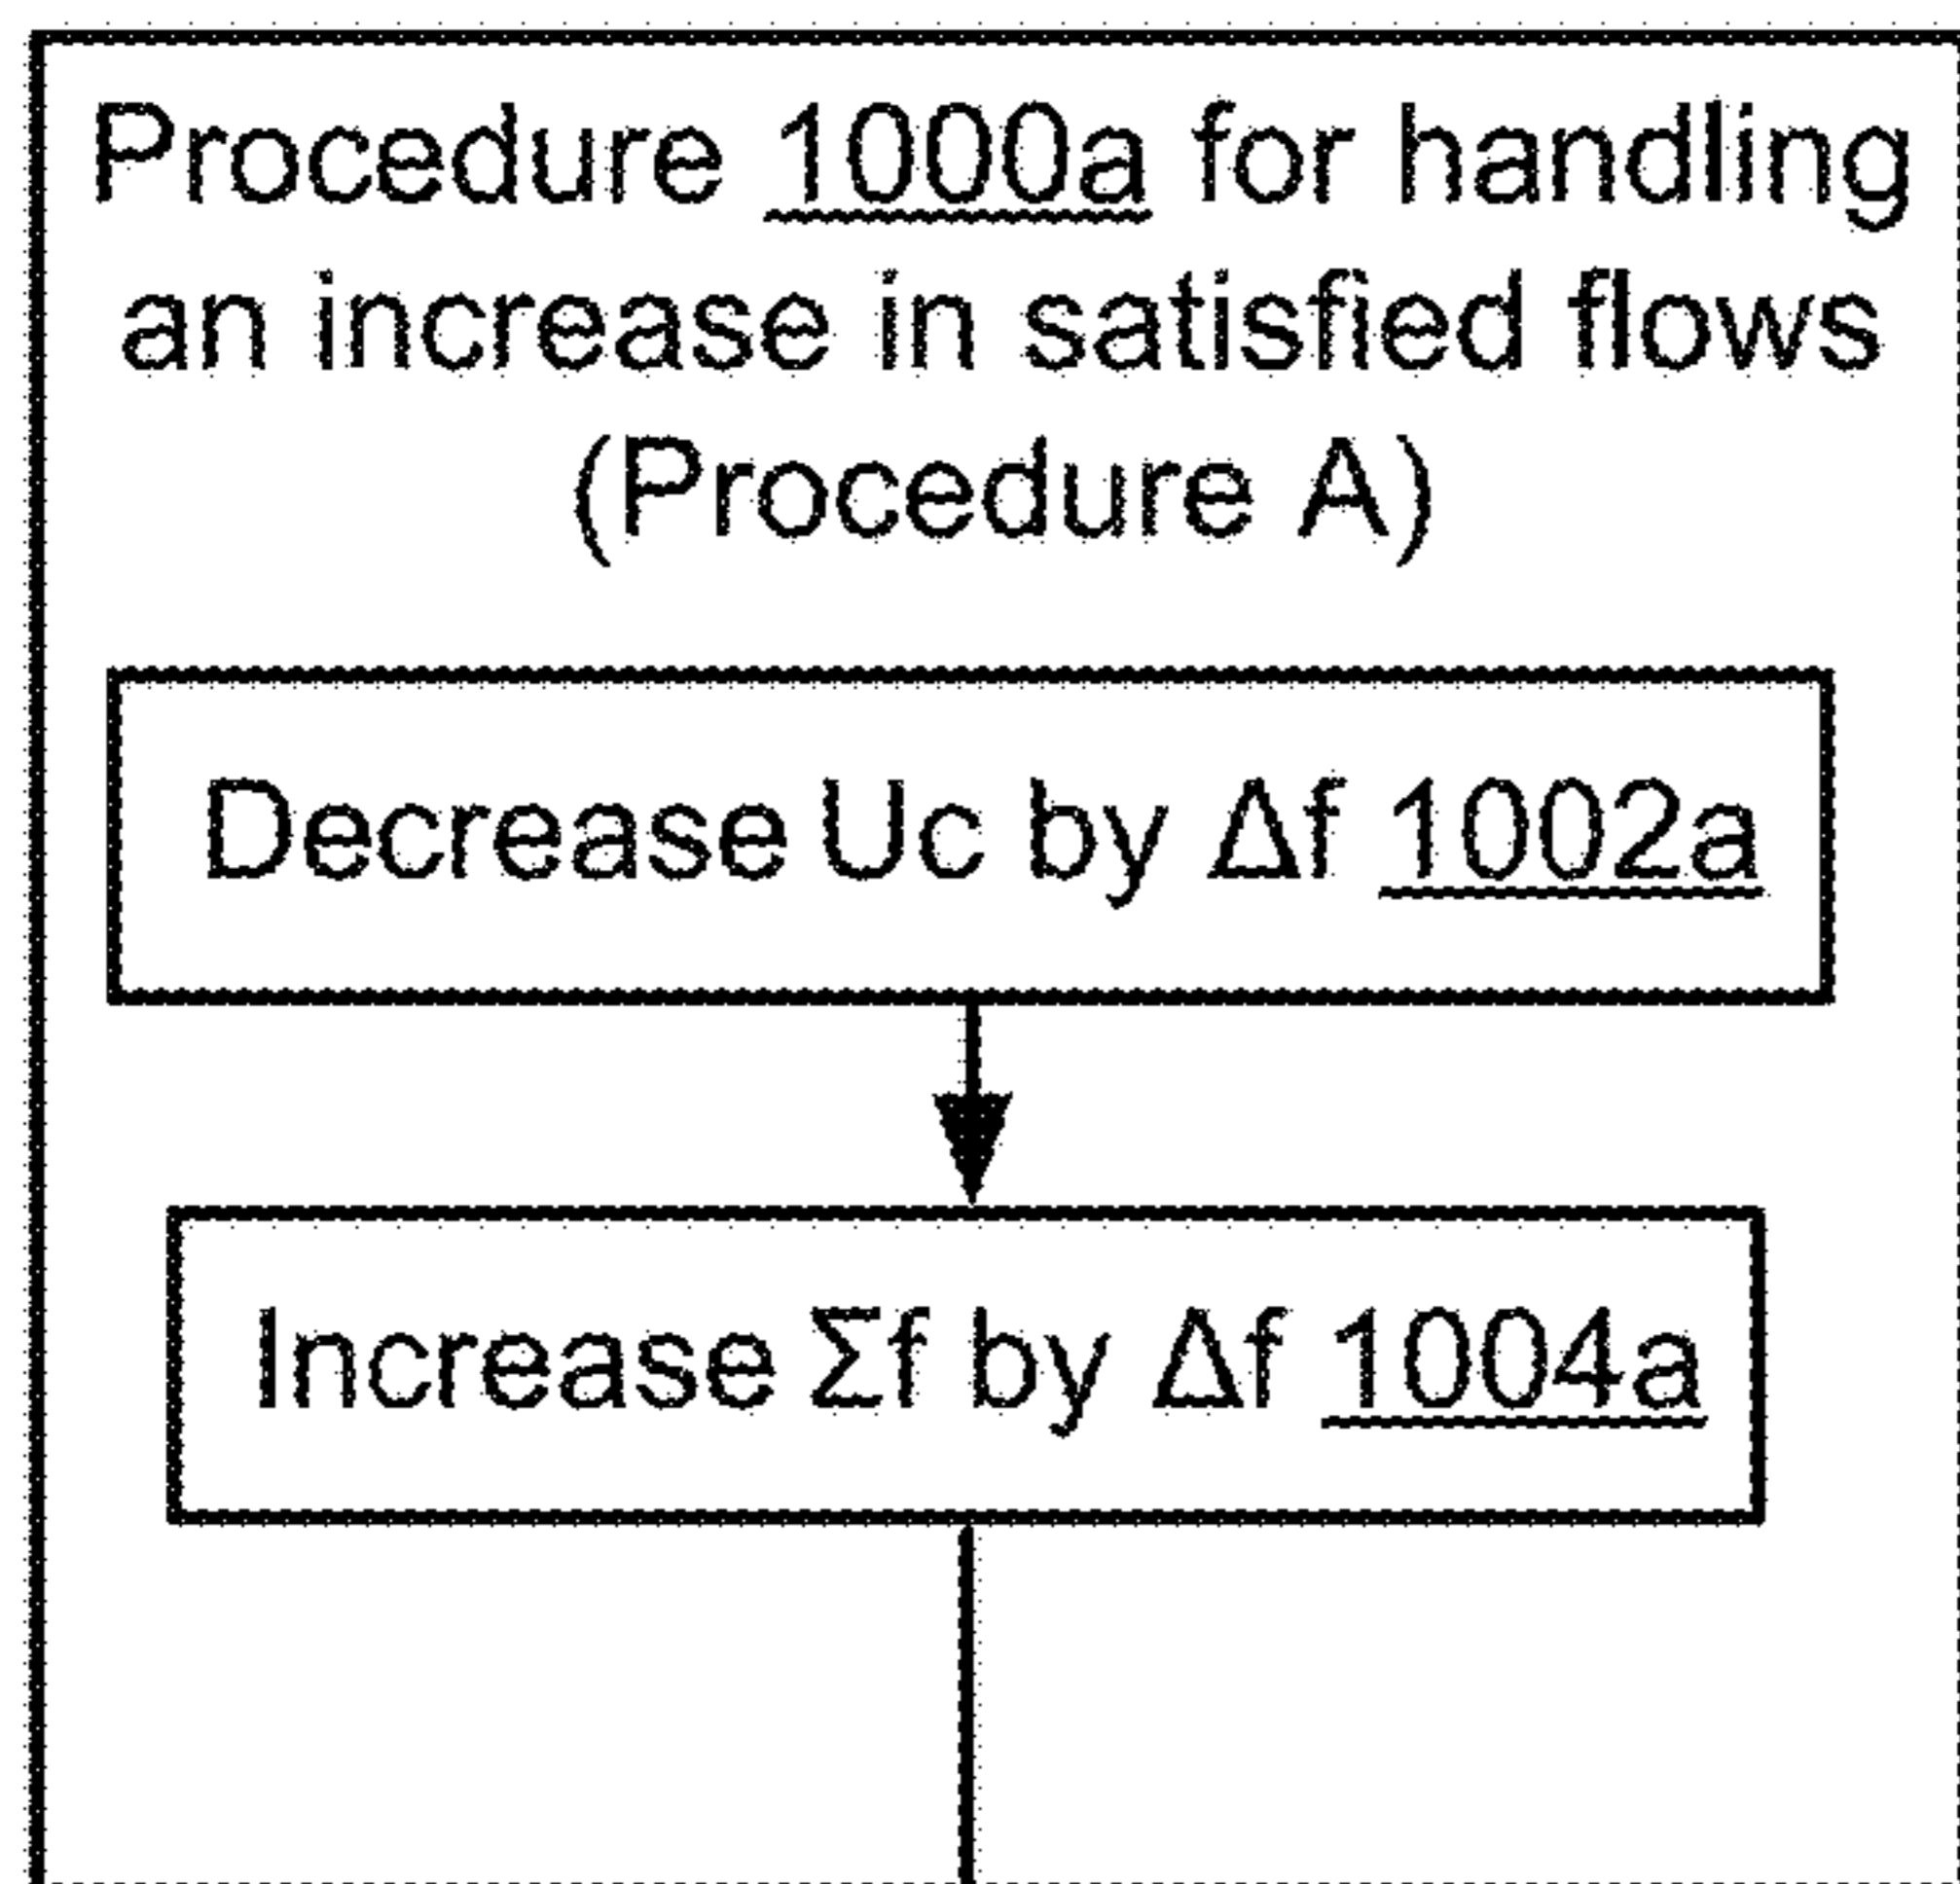 Procedure 1000a for handling
an increase in satisfied flows
(Procedure A)
Decrease Uc by Δf 1002a
Increase Σf by Δf 1004a